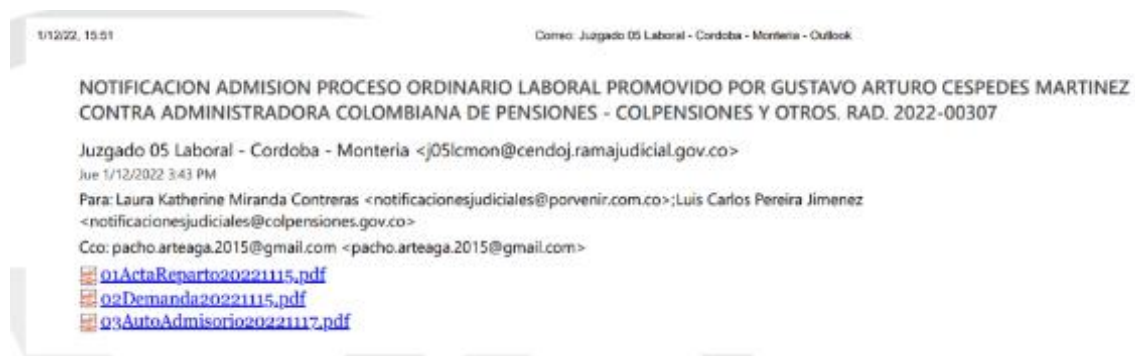 1/12/22, 15:51
Correo: Juzgado 05 Laboral - Cordoba - Monteria - Outlook
NOTIFICACION ADMISION PROCESO ORDINARIO LABORAL PROMOVIDO POR GUSTAVO ARTURO CESPEDES MARTINEZ
CONTRA ADMINISTRADORA COLOMBIANA DE PENSIONES - COLPENSIONES Y OTROS. RAD. 2022-00307
Juzgado 05 Laboral - Cordoba - Monteria <j05lcmon@cendoj.ramajudicial.gov.co>
Jue 1/12/2022 3:43 PM
Para: Laura Katherine Miranda Contreras <notificacionesjudiciales@porvenir.com.co>;Luis Carlos Pereira Jimenez
<notificacionesjudiciales@colpensiones.gov.co>
Cco: pacho.arteaga.2015@gmail.com <pacho.arteaga.2015@gmail.com>
01ActaReparto20221115.pdf
02Demanda20221115.pdf
03AutoAdmisorio20221117.pdf